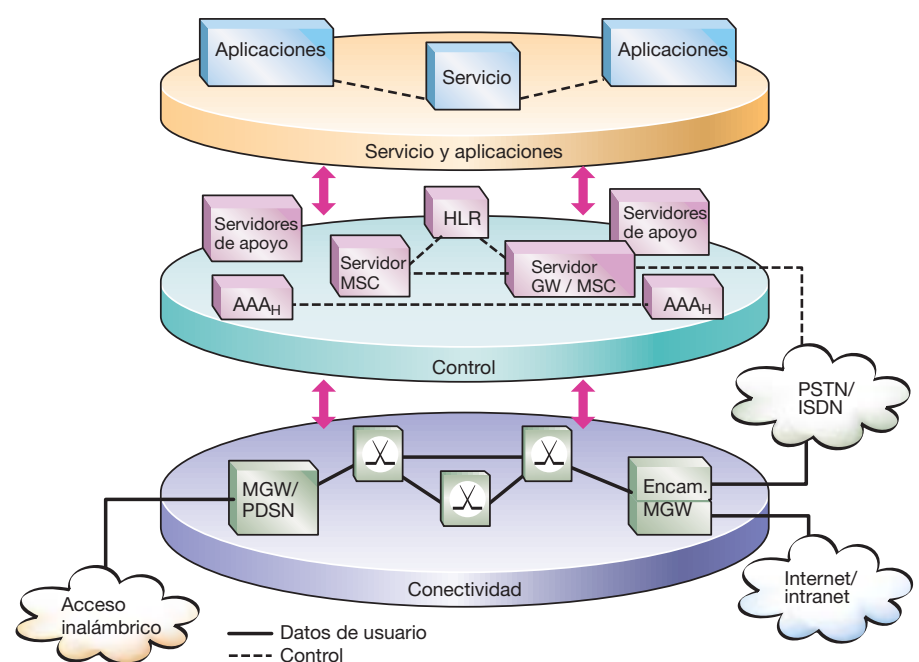 Aplicaciones
Servicio
Aplicaciones
Servicio y aplicaciones
Servidores
de apoyo
HLR
Servidores
de apoyo
Servidor
MSC
Servidor
GW / MSC
AAAH
AAAH
Control
PSTN/
ISDN
MGW/
PDSN
Encam.
MGW
Conectividad
Acceso
inalámbrico
Internet/
intranet
Datos de usuario
Control